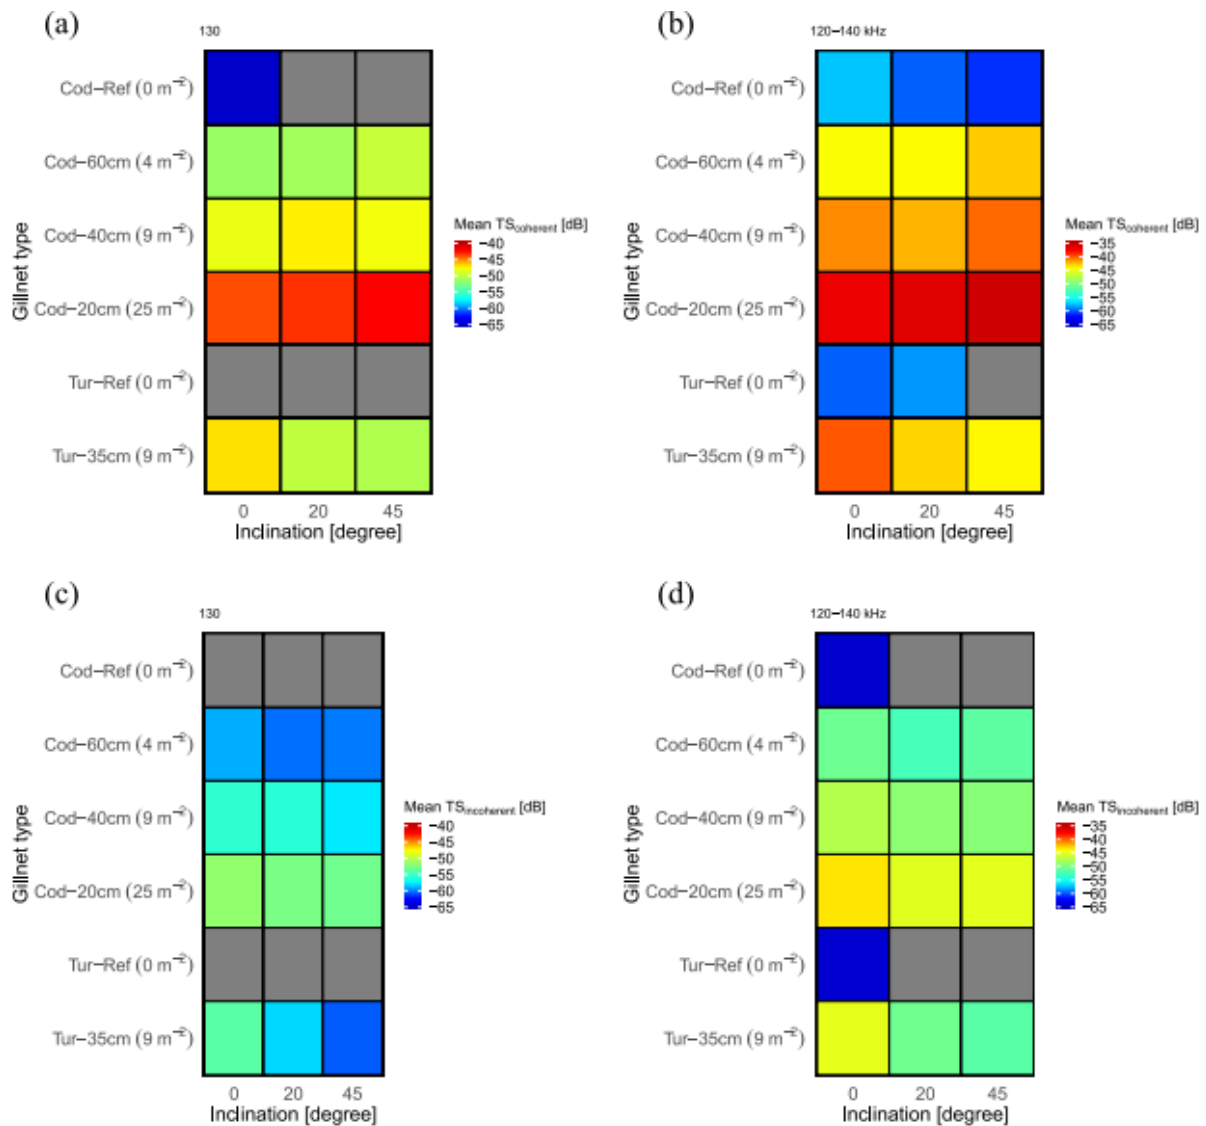 (a)
130
Cod−Ref (0 m⁻²)
Cod−60cm (4 m⁻²)
Cod−40cm (9 m⁻²)
Cod−20cm (25 m⁻²)
Tur−Ref (0 m⁻²)
Tur−35cm (9 m⁻²)
Gillnet type
0 20 45
Inclination [degree]
Mean TScoherent [dB]
−40
−45
−50
−55
−60
−65
(b)
120−140 kHz
Cod−Ref (0 m⁻²)
Cod−60cm (4 m⁻²)
Cod−40cm (9 m⁻²)
Cod−20cm (25 m⁻²)
Tur−Ref (0 m⁻²)
Tur−35cm (9 m⁻²)
Gillnet type
0 20 45
Inclination [degree]
Mean TScoherent [dB]
−35
−40
−45
−50
−55
−60
−65
(c)
130
Cod−Ref (0 m⁻²)
Cod−60cm (4 m⁻²)
Cod−40cm (9 m⁻²)
Cod−20cm (25 m⁻²)
Tur−Ref (0 m⁻²)
Tur−35cm (9 m⁻²)
Gillnet type
0 20 45
Inclination [degree]
Mean TSincoherent [dB]
−40
−45
−50
−55
−60
−65
(d)
120−140 kHz
Cod−Ref (0 m⁻²)
Cod−60cm (4 m⁻²)
Cod−40cm (9 m⁻²)
Cod−20cm (25 m⁻²)
Tur−Ref (0 m⁻²)
Tur−35cm (9 m⁻²)
Gillnet type
0 20 45
Inclination [degree]
Mean TSincoherent [dB]
−35
−40
−45
−50
−55
−60
−65